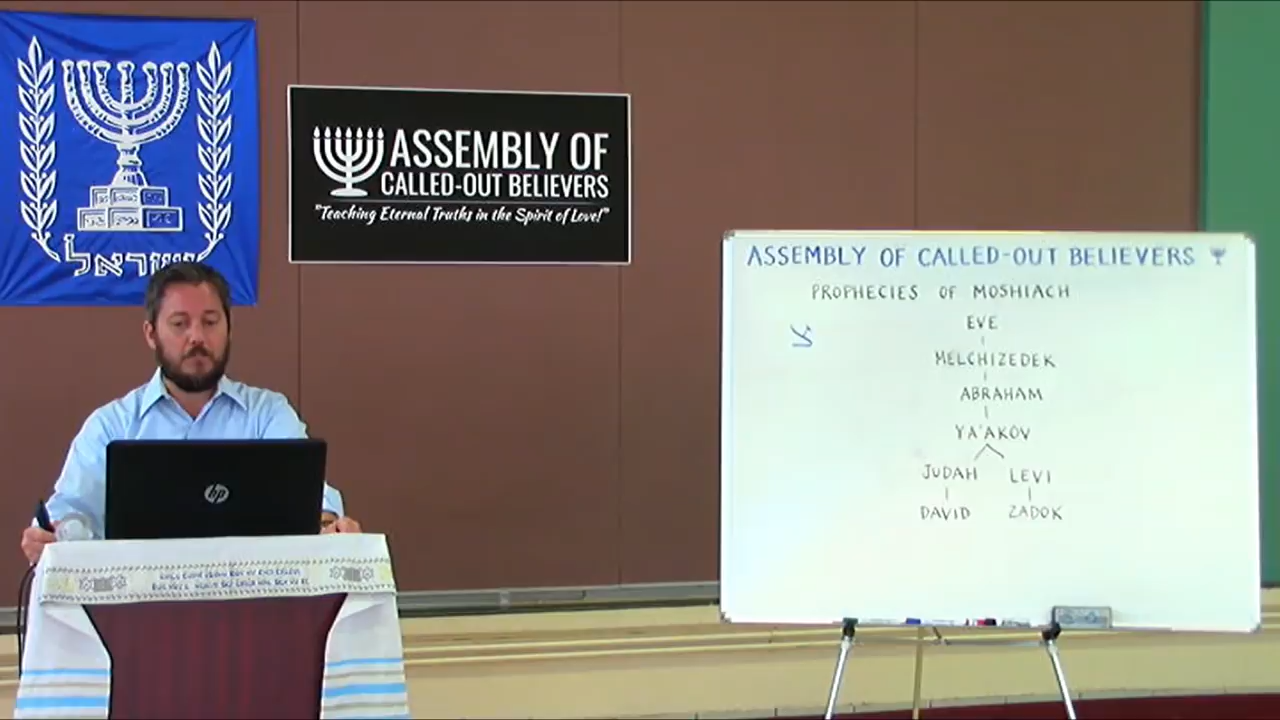 ישראל
ASSEMBLY OF
CALLED-OUT BELIEVERS
"Teaching Eternal Truths in the Spirit of Love!"
ASSEMBLY OF CALLED-OUT BELIEVERS
PROPHECIES OF MOSHIACH
EVE
צ
MELCHIZEDEK
ABRAHAM
YA'AKOV
JUDAH LEVI
DAVID ZADOK
hp